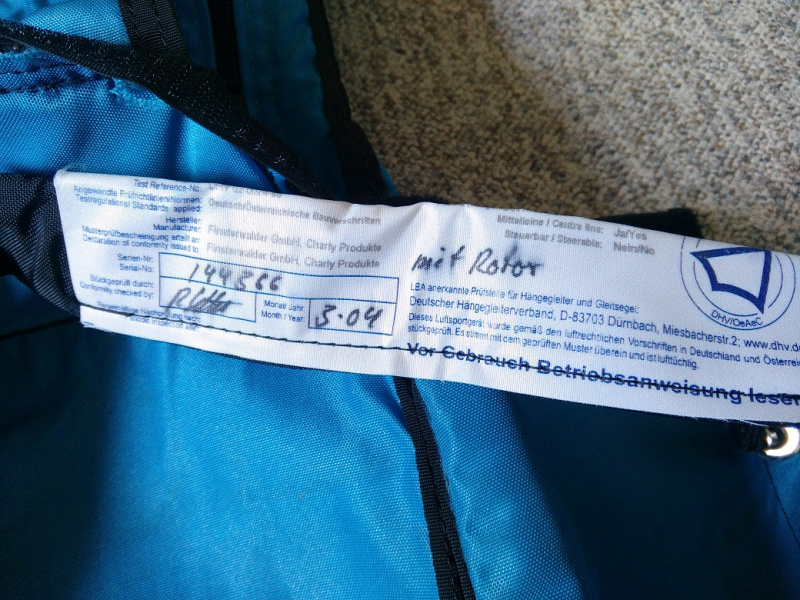 Test Reference-No.
Angewandte Prüfrichtlinien/Normen:
Testregulations/ Standards applied: Deutsch/Österreichische Bauvorschriften
Hersteller:
Manufacturer: Finsterwalder GmbH, Charly Produkte
Musterprüfbescheinigung erteilt an:
Declaration of conformity issued to: Finsterwalder GmbH, Charly Produkte
Serien-Nr:
Serial-No: 144566
Stückgeprüft durch:
Conformity checked by:
Monat/ Jahr:
Month / Year: 3.04
Mittelleine / Centre line: Ja/Yes
Steuerbar / Steerable: Nein/No
mit Rotor
LBA anerkannte Prüfstelle für Hängegleiter und Gleitsegel:
Deutscher Hängegleiterverband, D-83703 Dürnbach, Miesbacherstr.2; www.dhv.de
Dieses Luftsportgerät wurde gemäß den luftrechtlichen Vorschriften in Deutschland und Österreich
stückgeprüft. Es stimmt mit dem geprüften Muster überein und ist lufttüchtig.
Vor Gebrauch Betriebsanweisung lesen
DHV/OeAeC